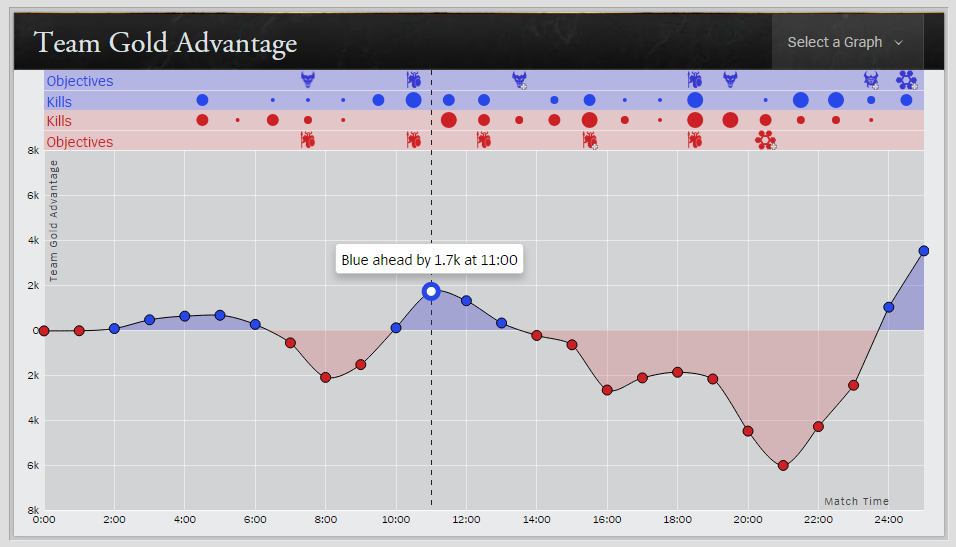 Team Gold Advantage
Select a Graph
Objectives
Kills
Kills
Objectives
8k
6k
4k
2k
0
2k
4k
6k
8k
Team Gold Advantage
Blue ahead by 1.7k at 11:00
Match Time
0:00 2:00 4:00 6:00 8:00 10:00 12:00 14:00 16:00 18:00 20:00 22:00 24:00